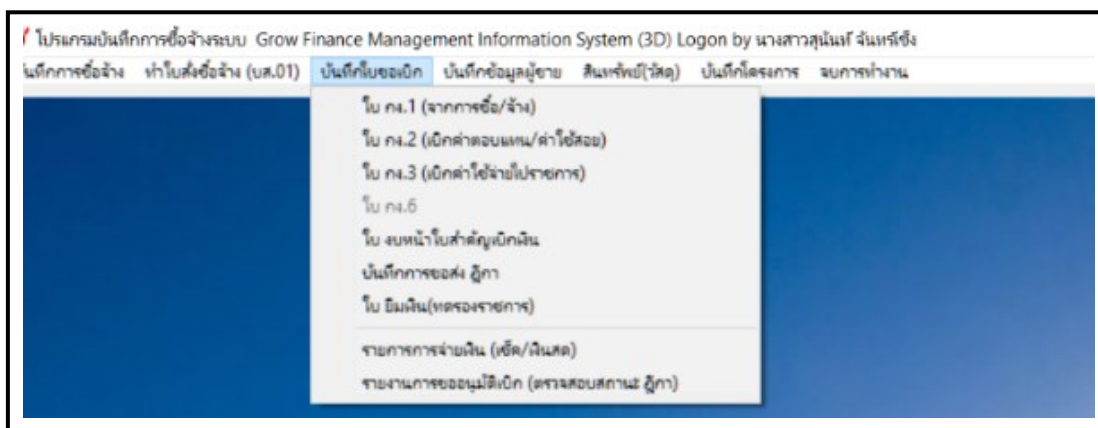 โปรแกรมบันทึกการซื้อจ้างระบบ Grow Finance Management Information System (3D) Logon by นางสาวสุนันท์ จันทร์เซ้ง
บันทึกการซื้อจ้าง ทำใบสั่งซื้อจ้าง (บส.01) บันทึกใบขอเบิก บันทึกข้อมูลผู้ขาย สินทรัพย์(วัสดุ) บันทึกโครงการ จบการทำงาน
ใบ กง.1 (จากการซื้อ/จ้าง)
ใบ กง.2 (เบิกค่าตอบแทน/ค่าใช้สอย)
ใบ กง.3 (เบิกค่าใช้จ่ายไปราชการ)
ใบ กง.6
ใบ งบหน้าใบสำคัญเบิกเงิน
บันทึกการขอส่ง ฎีกา
ใบ ยืมเงิน(ทดรองราชการ)
รายการการจ่ายเงิน (เช็ค/เงินสด)
รายงานการขออนุมัติเบิก (ตรวจสอบสถานะ ฎีกา)